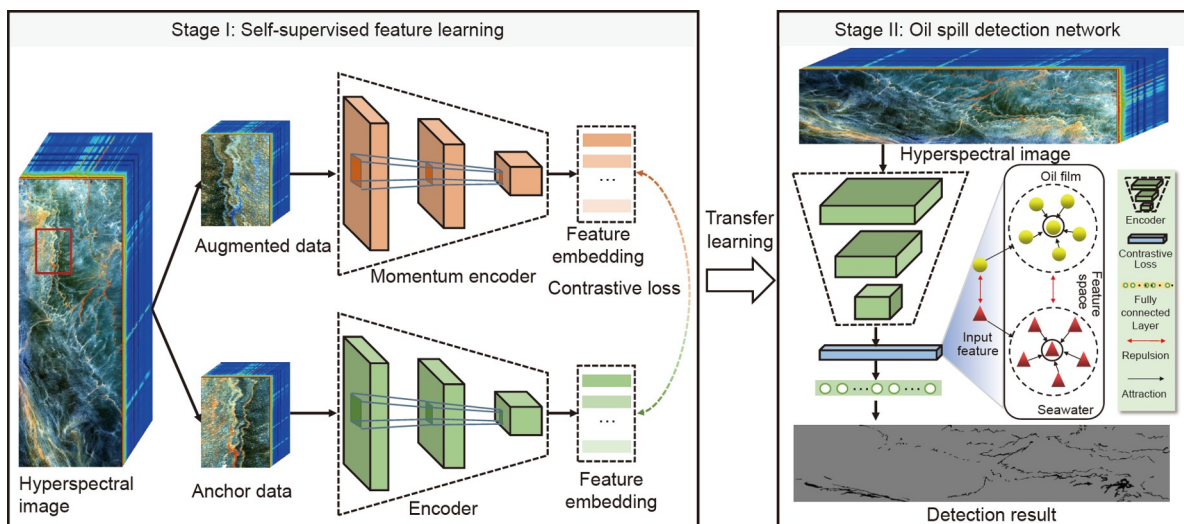 Stage I: Self-supervised feature learning
Hyperspectral
image
Augmented data
Anchor data
Momentum encoder
Encoder
...
Feature
embedding
Contrastive loss
...
Feature
embedding
Transfer
learning
Stage II: Oil spill detection network
Hyperspectral image
Oil film
Input
feature
Feature
space
Seawater
... ...
Detection result
Encoder
Contrastive
Loss
Fully
connected
Layer
Repulsion
Attraction